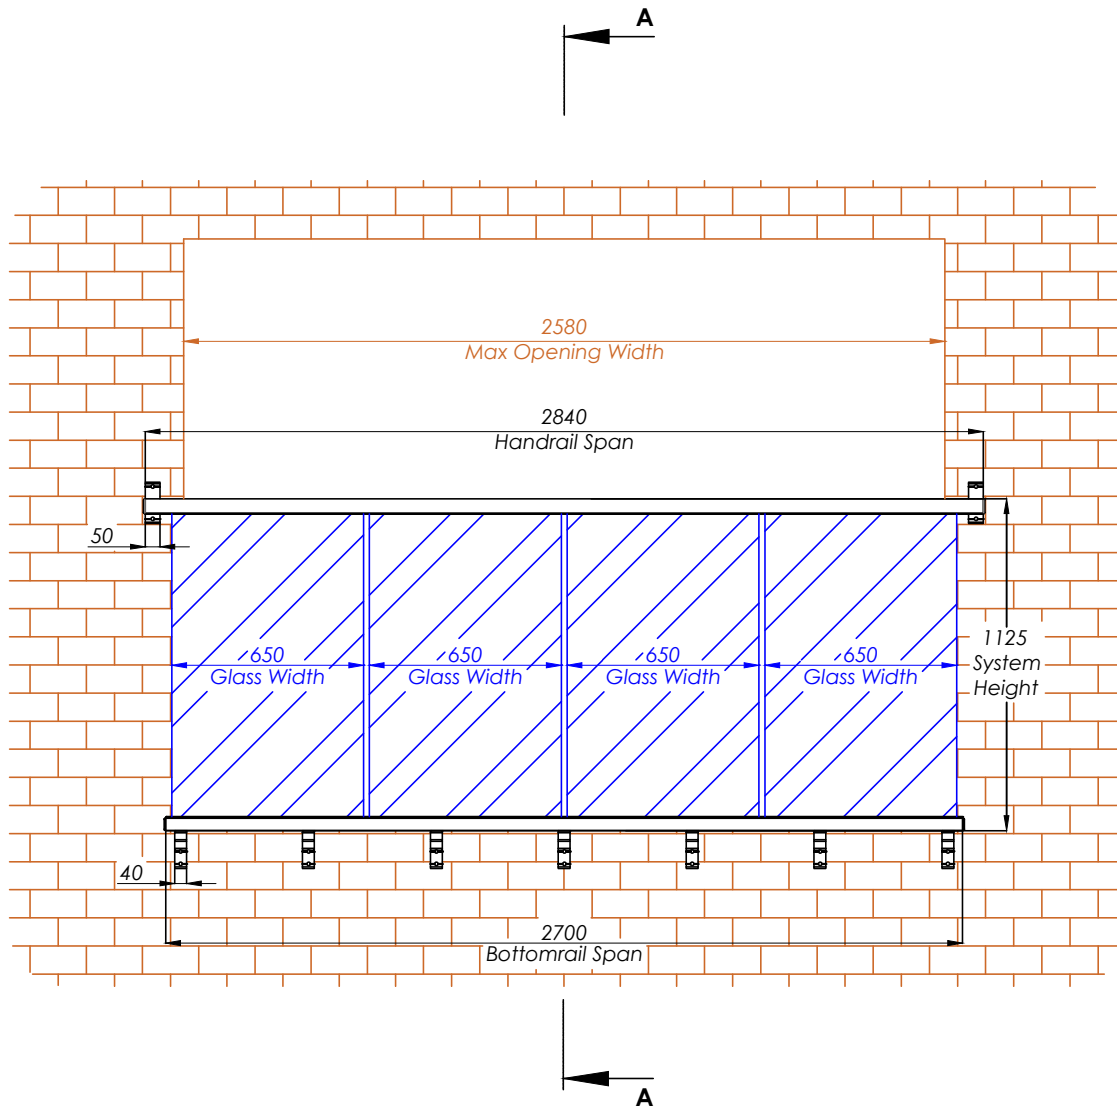 A
2580
Max Opening Width
2840
Handrail Span
50
650
Glass Width
650
Glass Width
650
Glass Width
650
Glass Width
1125
System
Height
40
2700
Bottomrail Span
A